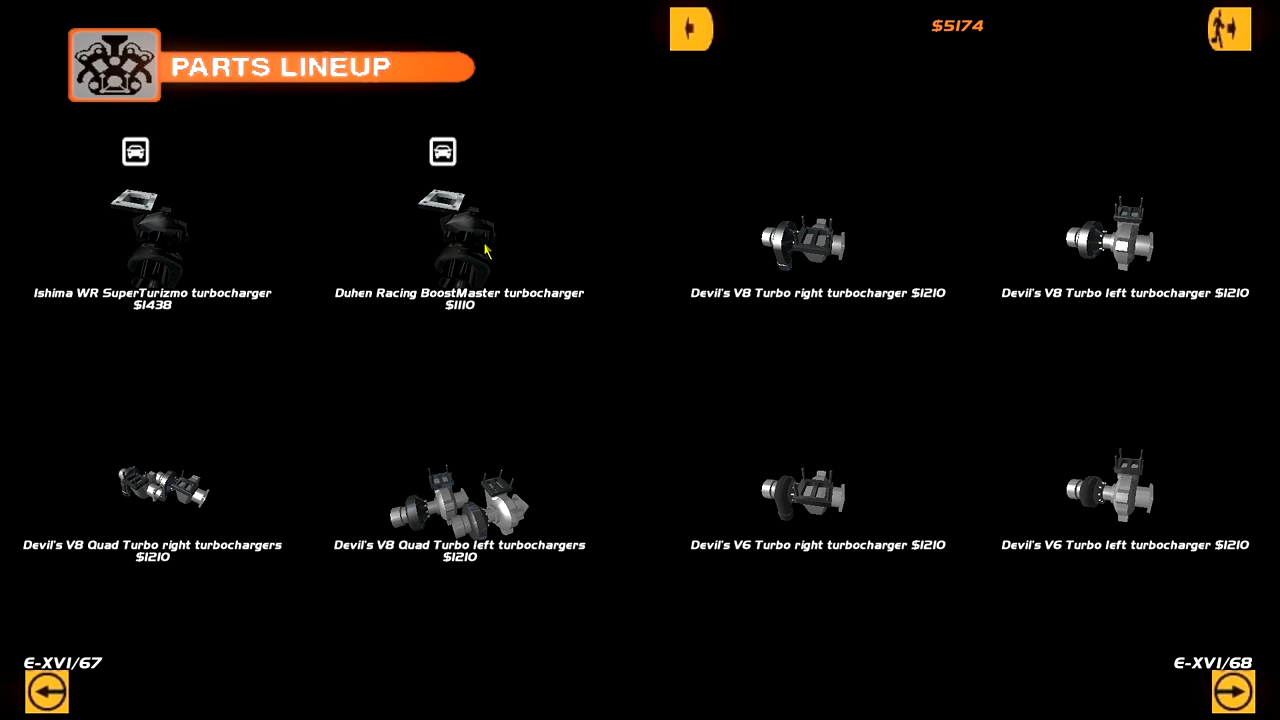 PARTS LINEUP
$5174
Ishima WR SuperTurizmo turbocharger
$1438
Duhen Racing BoostMaster turbocharger
$1110
Devil's V8 Turbo right turbocharger $1210
Devil's V8 Turbo left turbocharger $1210
Devil's V8 Quad Turbo right turbochargers
$1210
Devil's V8 Quad Turbo left turbochargers
$1210
Devil's V6 Turbo right turbocharger $1210
Devil's V6 Turbo left turbocharger $1210
E-XVI/67
E-XVI/68